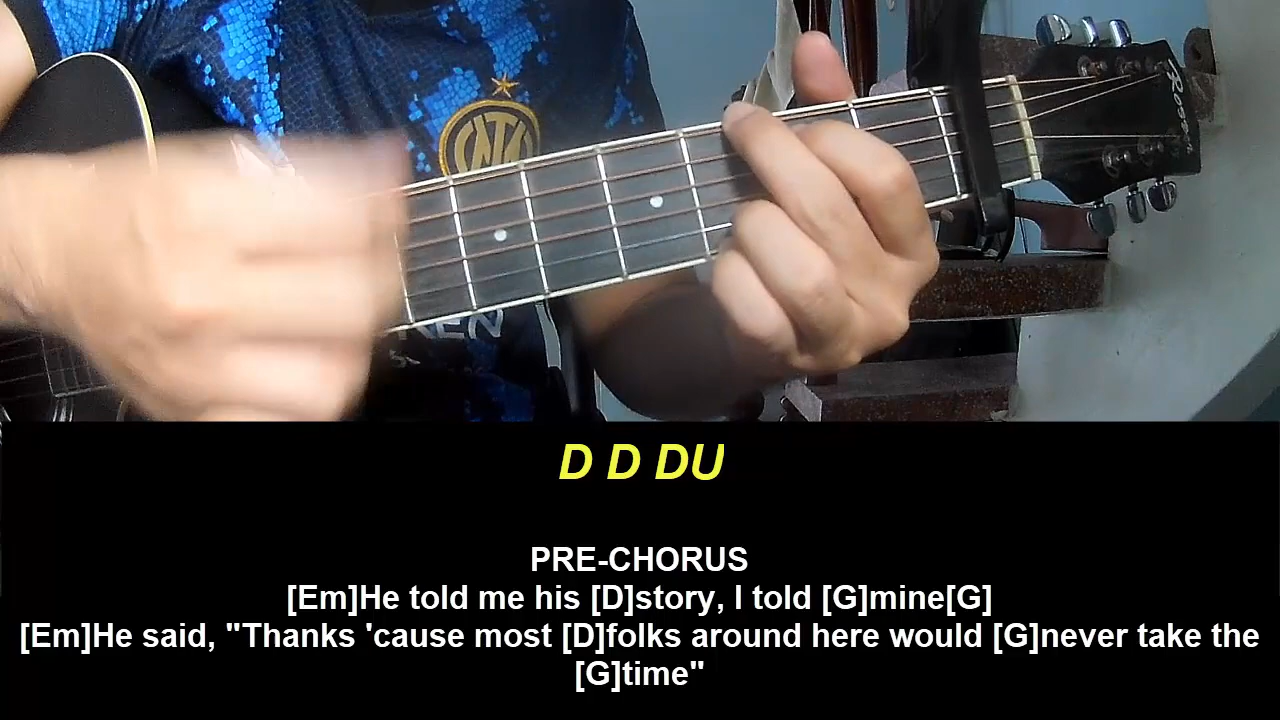 D D DU
PRE-CHORUS
[Em]He told me his [D]story, I told [G]mine[G]
[Em]He said, "Thanks 'cause most [D]folks around here would [G]never take the
[G]time"